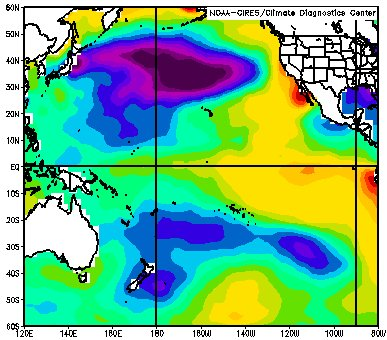 NOAA-CIRES/Climate Diagnostics Center
60N
50N
40N
30N
20N
10N
EQ
10S
20S
30S
40S
50S
60S
120E 140E 160E 180 160W 140W 120W 100W 80W